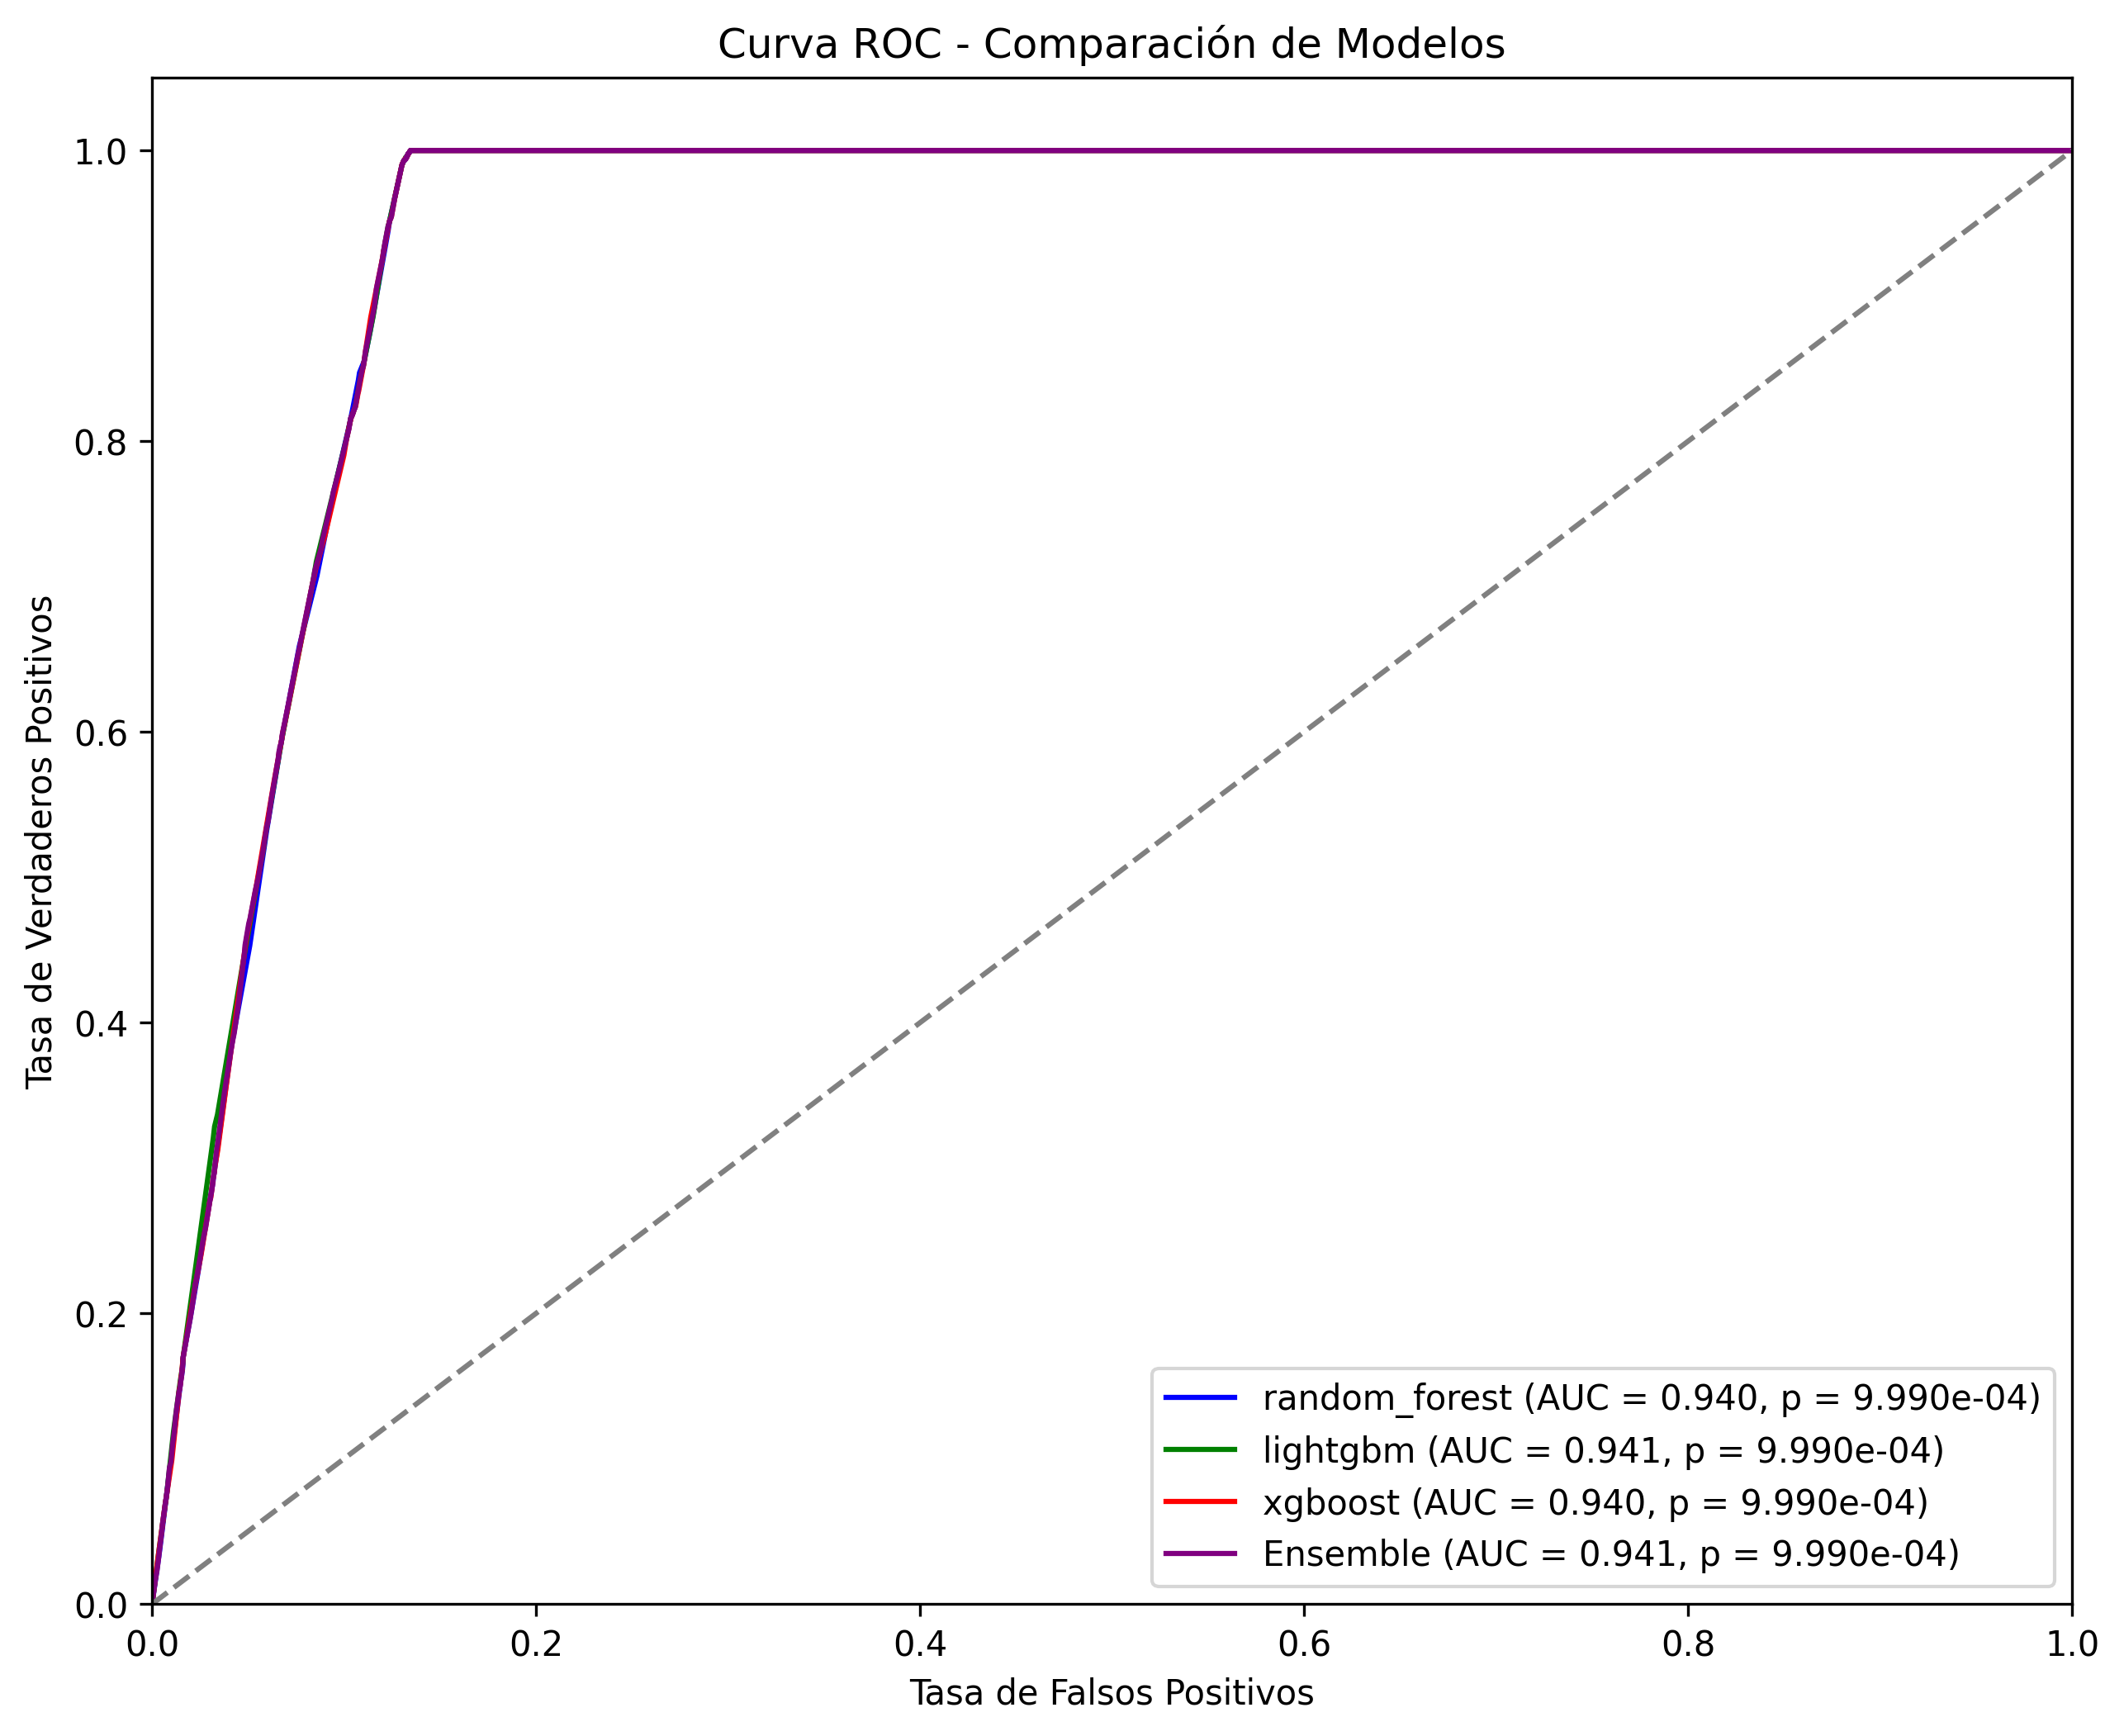 Curva ROC - Comparación de Modelos
1.0
0.8
0.6
0.4
0.2
0.0
Tasa de Verdaderos Positivos
random_forest (AUC = 0.940, p = 9.990e-04)
lightgbm (AUC = 0.941, p = 9.990e-04)
xgboost (AUC = 0.940, p = 9.990e-04)
Ensemble (AUC = 0.941, p = 9.990e-04)
0.0 0.2 0.4 0.6 0.8 1.0
Tasa de Falsos Positivos